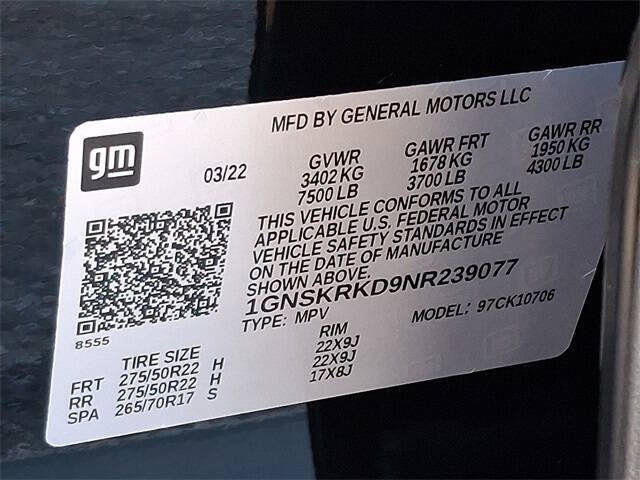 MFD BY GENERAL MOTORS LLC
gm
03/22
GVWR GAWR FRT GAWR RR
3402 KG 1678 KG 1950 KG
7500 LB 3700 LB 4300 LB
THIS VEHICLE CONFORMS TO ALL
APPLICABLE U.S. FEDERAL MOTOR
VEHICLE SAFETY STANDARDS IN EFFECT
ON THE DATE OF MANUFACTURE
SHOWN ABOVE.
1GNSKRKD9NR239077
TYPE: MPV MODEL: 97CK10706
8555
TIRE SIZE RIM
FRT 275/50R22 H 22X9J
RR 275/50R22 H 22X9J
SPA 265/70R17 S 17X8J